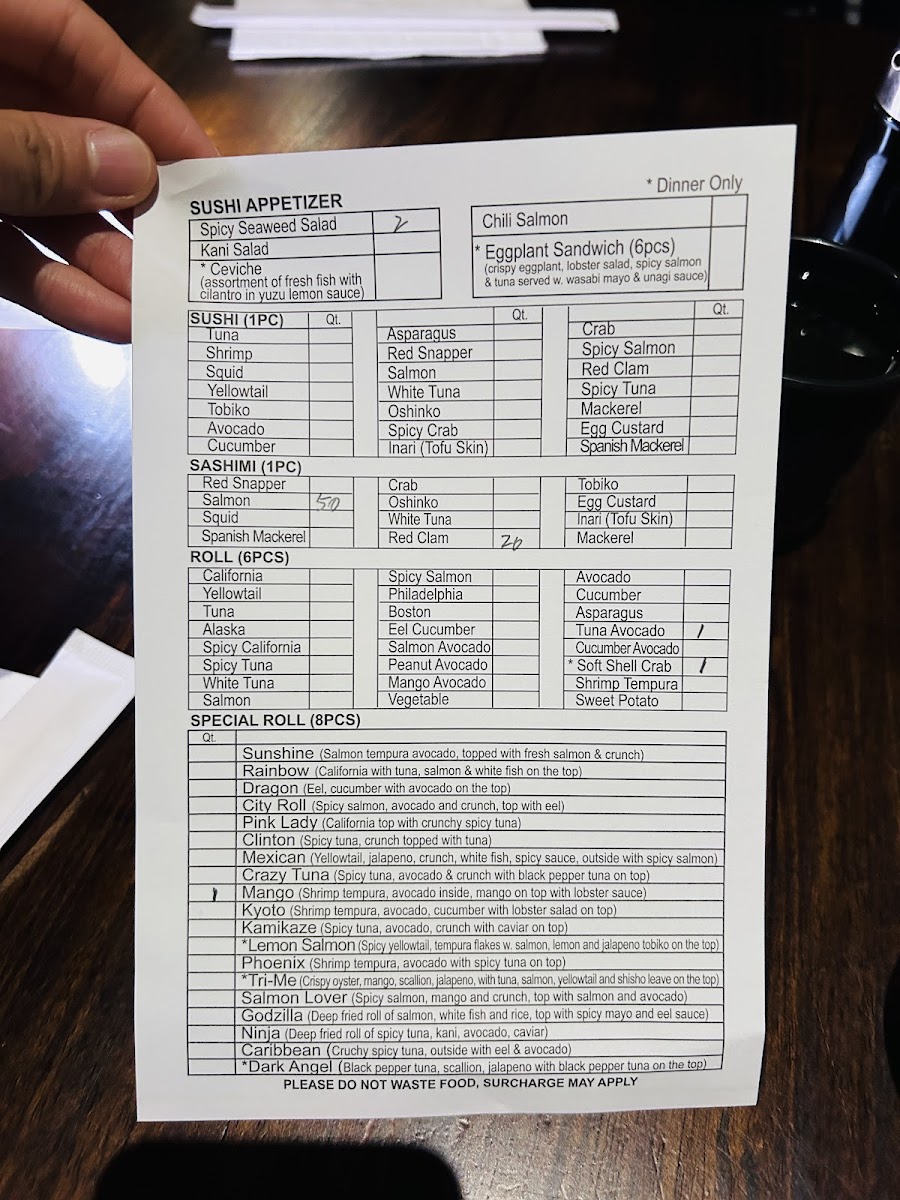 * Dinner Only
SUSHI APPETIZER
Spicy Seaweed Salad 2
Kani Salad
* Ceviche
(assortment of fresh fish with
cilantro in yuzu lemon sauce)
Chili Salmon
* Eggplant Sandwich (6pcs)
(crispy eggplant, lobster salad, spicy salmon
& tuna served w. wasabi mayo & unagi sauce)
SUSHI (1PC) Qt.
Tuna
Shrimp
Squid
Yellowtail
Tobiko
Avocado
Cucumber
Qt.
Asparagus
Red Snapper
Salmon
White Tuna
Oshinko
Spicy Crab
Inari (Tofu Skin)
Qt.
Crab
Spicy Salmon
Red Clam
Spicy Tuna
Mackerel
Egg Custard
Spanish Mackerel
SASHIMI (1PC)
Red Snapper
Salmon 50
Squid
Spanish Mackerel
Crab
Oshinko
White Tuna
Red Clam 20
Tobiko
Egg Custard
Inari (Tofu Skin)
Mackerel
ROLL (6PCS)
California
Yellowtail
Tuna
Alaska
Spicy California
Spicy Tuna
White Tuna
Salmon
Spicy Salmon
Philadelphia
Boston
Eel Cucumber
Salmon Avocado
Peanut Avocado
Mango Avocado
Vegetable
Avocado
Cucumber
Asparagus
Tuna Avocado 1
Cucumber Avocado
* Soft Shell Crab 1
Shrimp Tempura
Sweet Potato
SPECIAL ROLL (8PCS)
Qt.
Sunshine (Salmon tempura avocado, topped with fresh salmon & crunch)
Rainbow (California with tuna, salmon & white fish on the top)
Dragon (Eel, cucumber with avocado on the top)
City Roll (Spicy salmon, avocado and crunch, top with eel)
Pink Lady (California top with crunchy spicy tuna)
Clinton (Spicy tuna, crunch topped with tuna)
Mexican (Yellowtail, jalapeno, crunch, white fish, spicy sauce, outside with spicy salmon)
Crazy Tuna (Spicy tuna, avocado & crunch with black pepper tuna on top)
1 Mango (Shrimp tempura, avocado inside, mango on top with lobster sauce)
Kyoto (Shrimp tempura, avocado, cucumber with lobster salad on top)
Kamikaze (Spicy tuna, avocado, crunch with caviar on top)
*Lemon Salmon (Spicy yellowtail, tempura flakes w. salmon, lemon and jalapeno tobiko on the top)
Phoenix (Shrimp tempura, avocado with spicy tuna on top)
*Tri-Me (Crispy oyster, mango, scallion, jalapeno, with tuna, salmon, yellowtail and shisho leave on the top)
Salmon Lover (Spicy salmon, mango and crunch, top with salmon and avocado)
Godzilla (Deep fried roll of salmon, white fish and rice, top with spicy mayo and eel sauce)
Ninja (Deep fried roll of spicy tuna, kani, avocado, caviar)
Caribbean (Cruchy spicy tuna, outside with eel & avocado)
*Dark Angel (Black pepper tuna, scallion, jalapeno with black pepper tuna on the top)
PLEASE DO NOT WASTE FOOD, SURCHARGE MAY APPLY